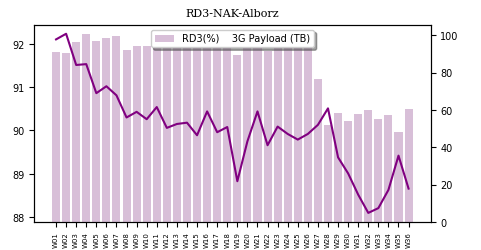 RD3-NAK-Alborz
RD3(%) 3G Payload (TB)
92
91
90
89
88
100
80
60
40
20
0
W01
W02
W03
W04
W05
W06
W07
W08
W09
W10
W11
W12
W13
W14
W15
W16
W17
W18
W19
W20
W21
W22
W23
W24
W25
W26
W27
W28
W29
W30
W31
W32
W33
W34
W35
W36